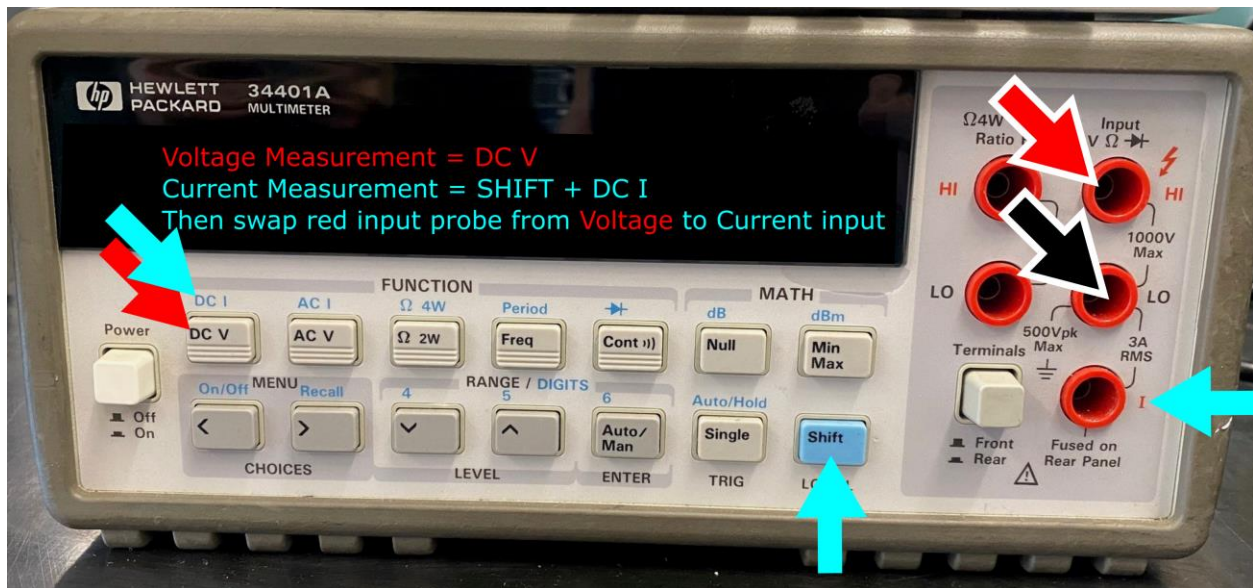 hp HEWLETT PACKARD
34401A
MULTIMETER
Voltage Measurement = DC V
Current Measurement = SHIFT + DC I
Then swap red input probe from Voltage to Current input
FUNCTION
MATH
DC I
AC I
Ω 4W
Period
dB
dBm
Power
DC V
AC V
Ω 2W
Freq
Cont
Null
Min
Max
MENU
RANGE / DIGITS
On/Off
Recall
4
5
6
Auto/Hold
Off
On
<
>
Auto/
Man
Single
Shift
CHOICES
LEVEL
ENTER
TRIG
Ω4W
Ratio
Input
V Ω
HI
HI
1000V
Max
LO
LO
500Vpk
Max
3A
RMS
Terminals
I
Front
Rear
Fused on
Rear Panel